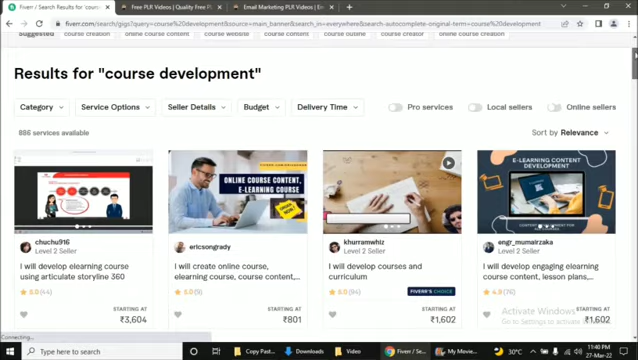 Fiverr / Search Results for 'cour
Free PLR Videos | Quality Free P
Email Marketing PLR Videos | Ev
fiverr.com/search/gigs?query=course%20development&source=main_banner&search_in=everywhere&search-autocomplete-original-term=course%20development
Suggested
course creation
online course content
course website
course content
course outline
course creator
online course creation
Results for "course development"
Category
Service Options
Seller Details
Budget
Delivery Time
Pro services
Local sellers
Online sellers
886 services available
Sort by Relevance
ONLINE COURSE CONTENT,
E-LEARNING COURSE
ORDER NOW
E-LEARNING CONTENT
DEVELOPMENT
chuchu916
Level 2 Seller
I will develop elearning course
using articulate storyline 360
5.0 (44)
STARTING AT
₹3,604
ericsongrady
I will create online course,
elearning course, course content,...
5.0 (9)
STARTING AT
₹801
khurramwhiz
Level 2 Seller
I will develop courses and
curriculum
5.0 (94)
FIVERR'S CHOICE
STARTING AT
₹1,602
engr_mumairzaka
Level 2 Seller
I will develop engaging elearning
course content, lesson plans,...
4.9 (76)
STARTING AT
₹1,602
Activate Windows
Go to Settings to activate Windows.
Connecting...
Type here to search
Copy Past...
Downloads
Video
Fiverr / Sea...
My Movie...
30°C
ENG
11:40 PM
27-Mar-22